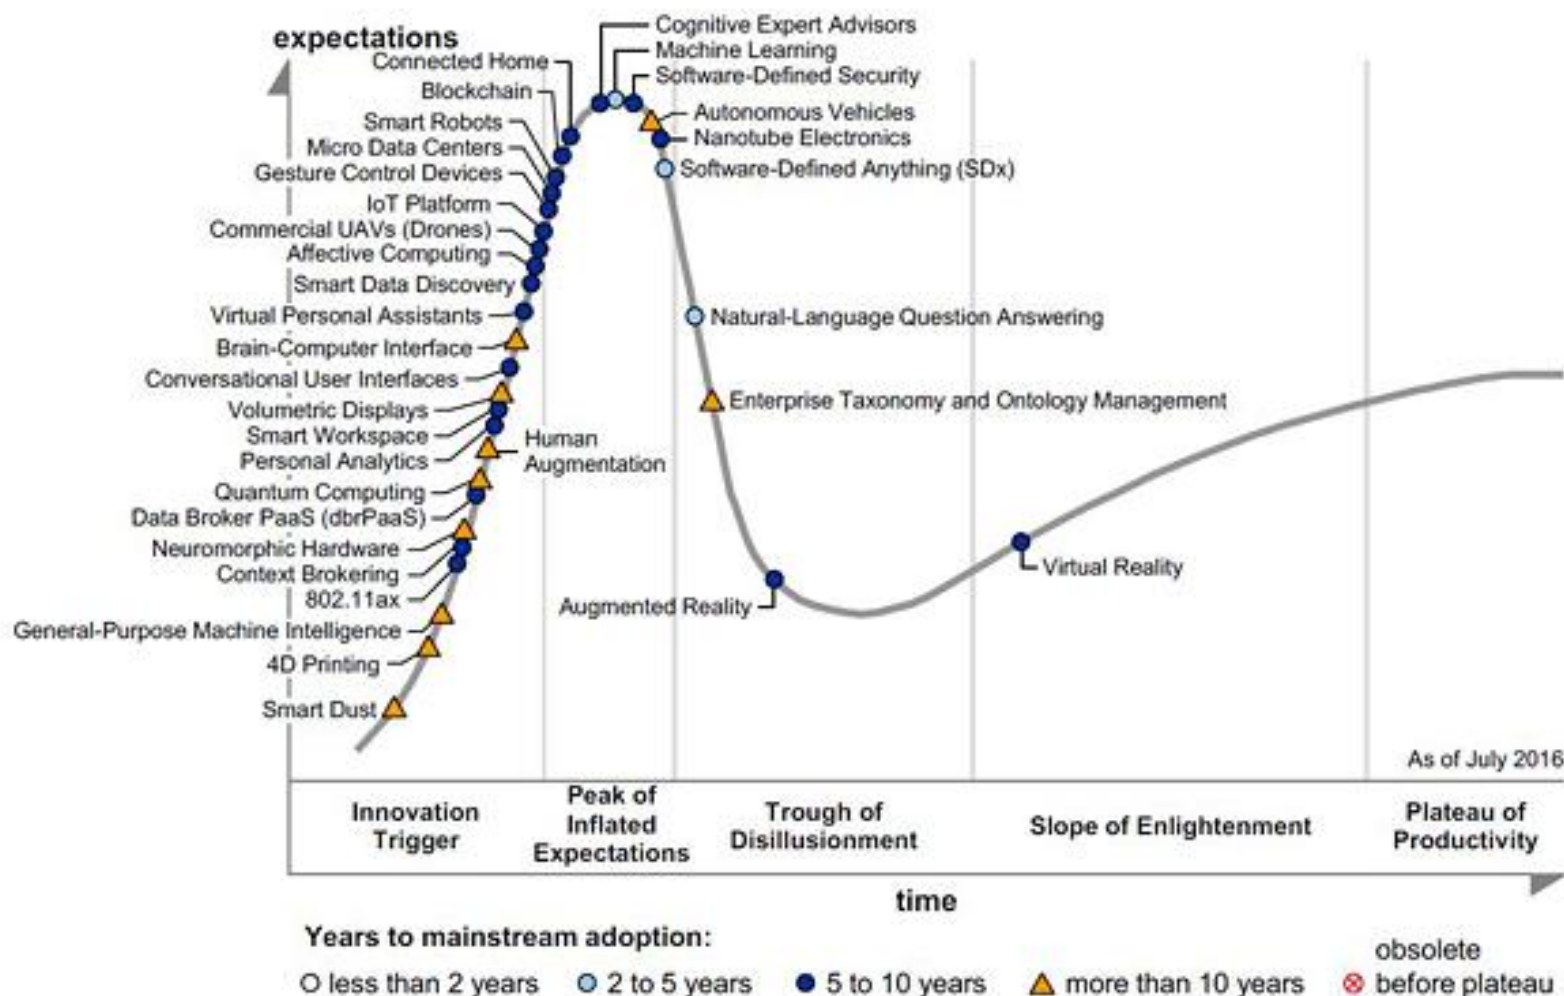 expectations
Cognitive Expert Advisors
Machine Learning
Software-Defined Security
Connected Home
Blockchain
Smart Robots
Micro Data Centers
Gesture Control Devices
IoT Platform
Commercial UAVs (Drones)
Affective Computing
Smart Data Discovery
Virtual Personal Assistants
Brain-Computer Interface
Conversational User Interfaces
Volumetric Displays
Smart Workspace
Personal Analytics
Quantum Computing
Data Broker PaaS (dbrPaaS)
Neuromorphic Hardware
Context Brokering
802.11ax
General-Purpose Machine Intelligence
4D Printing
Smart Dust
Human
Augmentation
Autonomous Vehicles
Nanotube Electronics
Software-Defined Anything (SDx)
Natural-Language Question Answering
Enterprise Taxonomy and Ontology Management
Augmented Reality
Virtual Reality
As of July 2016
Innovation
Trigger
Peak of
Inflated
Expectations
Trough of
Disillusionment
Slope of Enlightenment
Plateau of
Productivity
time
Years to mainstream adoption:
less than 2 years
2 to 5 years
5 to 10 years
more than 10 years
obsolete
before plateau